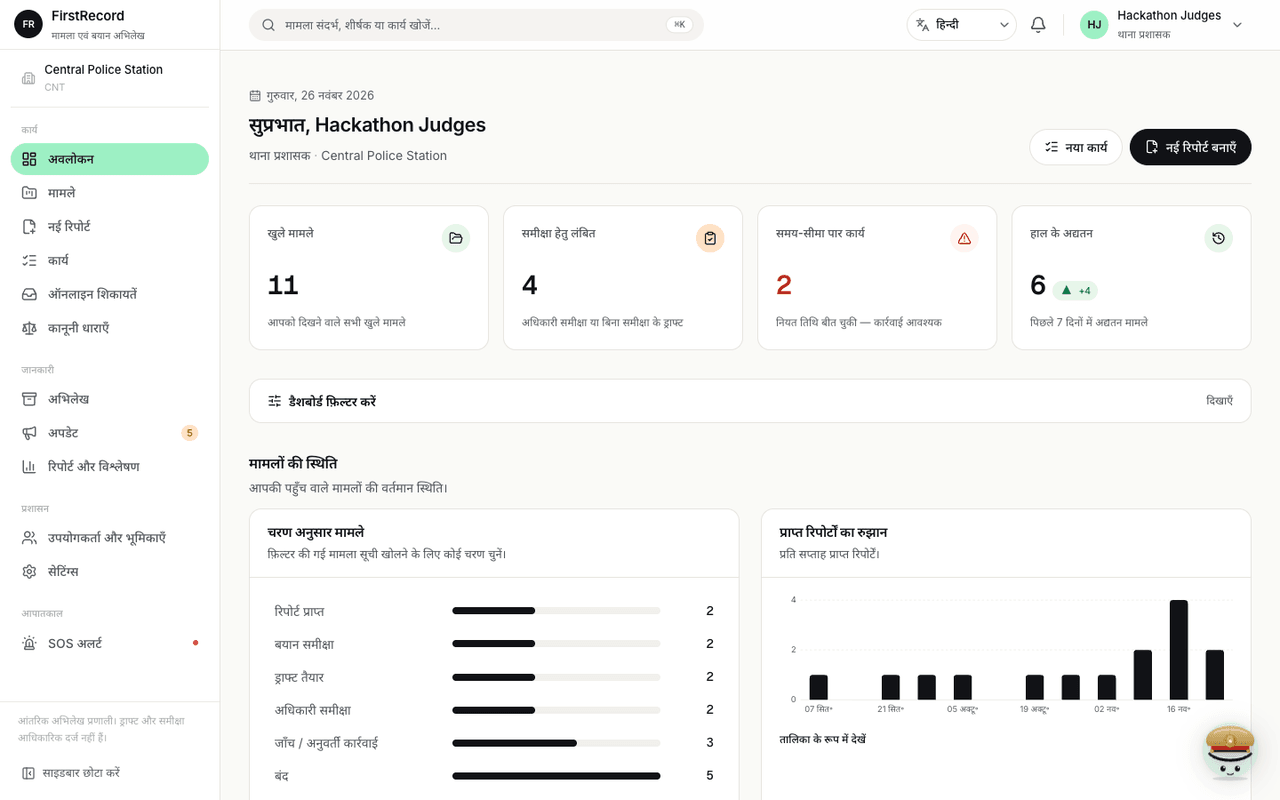 FR
FirstRecord
मामला एवं बयान अभिलेख
मामला संदर्भ, शीर्षक या कार्य खोजें...
⌘K
हिन्दी
HJ
Hackathon Judges
थाना प्रशासक
Central Police Station
CNT
कार्य
अवलोकन
मामले
नई रिपोर्ट
कार्य
ऑनलाइन शिकायतें
कानूनी धाराएँ
जानकारी
अभिलेख
अपडेट
5
रिपोर्ट और विश्लेषण
प्रशासन
उपयोगकर्ता और भूमिकाएँ
सेटिंग्स
आपातकाल
SOS अलर्ट
आंतरिक अभिलेख प्रणाली। ड्राफ्ट और समीक्षा
आधिकारिक दर्ज नहीं हैं।
साइडबार छोटा करें
गुरुवार, 26 नवंबर 2026
सुप्रभात, Hackathon Judges
थाना प्रशासक · Central Police Station
नया कार्य
नई रिपोर्ट बनाएँ
खुले मामले
11
आपको दिखने वाले सभी खुले मामले
समीक्षा हेतु लंबित
4
अधिकारी समीक्षा या बिना समीक्षा के ड्राफ्ट
समय-सीमा पार कार्य
2
नियत तिथि बीत चुकी — कार्रवाई आवश्यक
हाल के अद्यतन
6 ▲ +4
पिछले 7 दिनों में अद्यतन मामले
डैशबोर्ड फ़िल्टर करें
दिखाएँ
मामलों की स्थिति
आपकी पहुँच वाले मामलों की वर्तमान स्थिति।
चरण अनुसार मामले
फ़िल्टर की गई मामला सूची खोलने के लिए कोई चरण चुनें।
रिपोर्ट प्राप्त 2
बयान समीक्षा 2
ड्राफ्ट तैयार 2
अधिकारी समीक्षा 2
जाँच / अनुवर्ती कार्रवाई 3
बंद 5
प्राप्त रिपोर्टों का रुझान
प्रति सप्ताह प्राप्त रिपोर्टें।
4
2
0
07 सित॰ 21 सित॰ 05 अक्टू॰ 19 अक्टू॰ 02 नव॰ 16 नव॰
तालिका के रूप में देखें